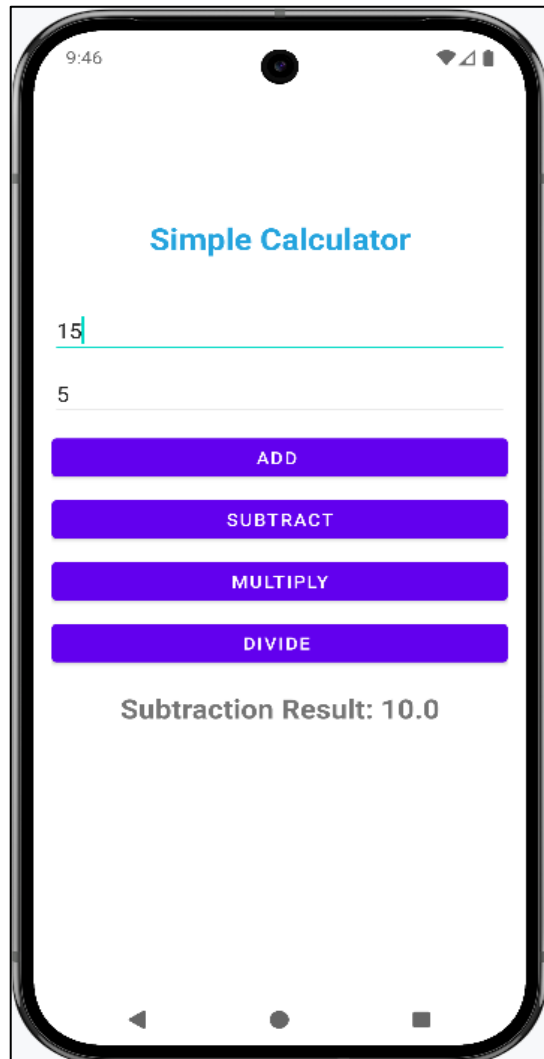 9:46
Simple Calculator
15
5
ADD
SUBTRACT
MULTIPLY
DIVIDE
Subtraction Result: 10.0